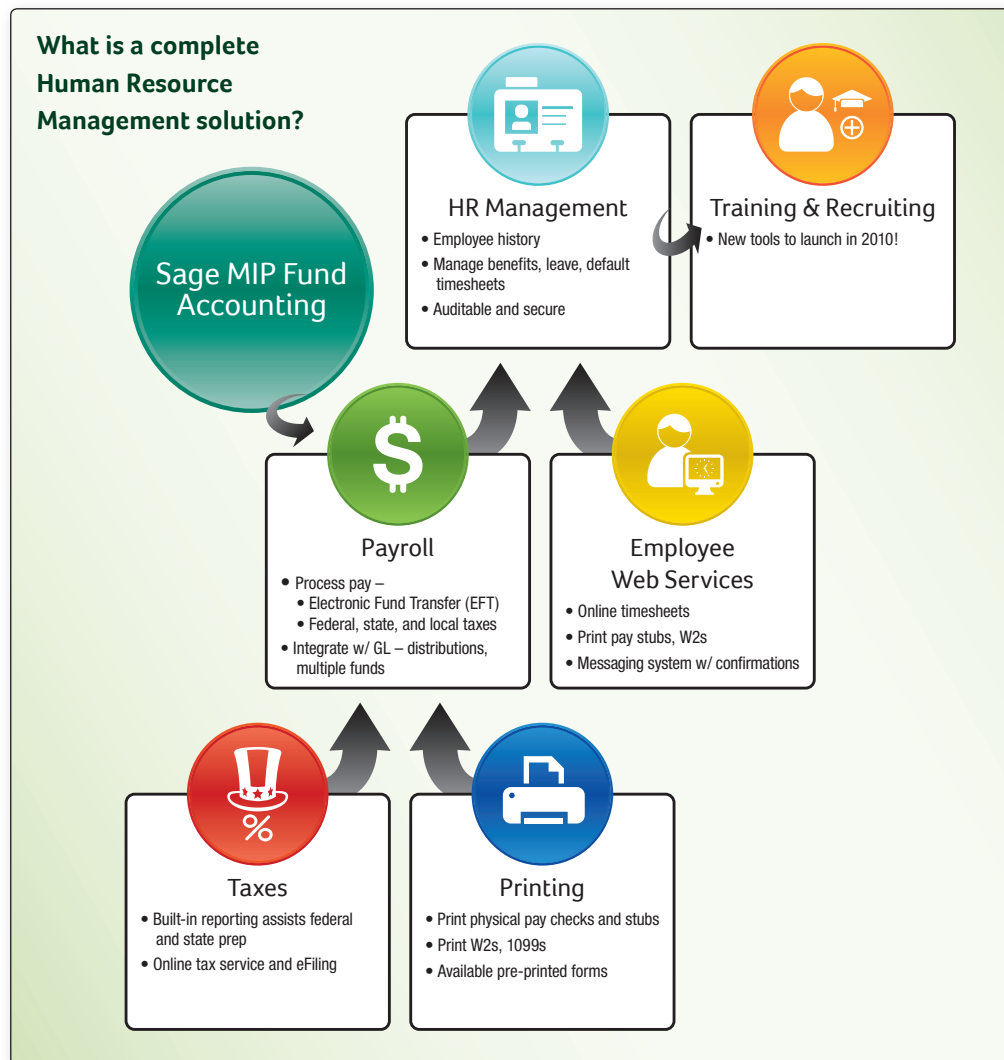 What is a complete
Human Resource
Management solution?
Sage MIP Fund
Accounting
HR Management
• Employee history
• Manage benefits, leave, default
timesheets
• Auditable and secure
Training & Recruiting
• New tools to launch in 2010!
$
Payroll
• Process pay –
• Electronic Fund Transfer (EFT)
• Federal, state, and local taxes
• Integrate w/ GL – distributions,
multiple funds
Employee
Web Services
• Online timesheets
• Print pay stubs, W2s
• Messaging system w/ confirmations
%
Taxes
• Built-in reporting assists federal
and state prep
• Online tax service and eFiling
Printing
• Print physical pay checks and stubs
• Print W2s, 1099s
• Available pre-printed forms